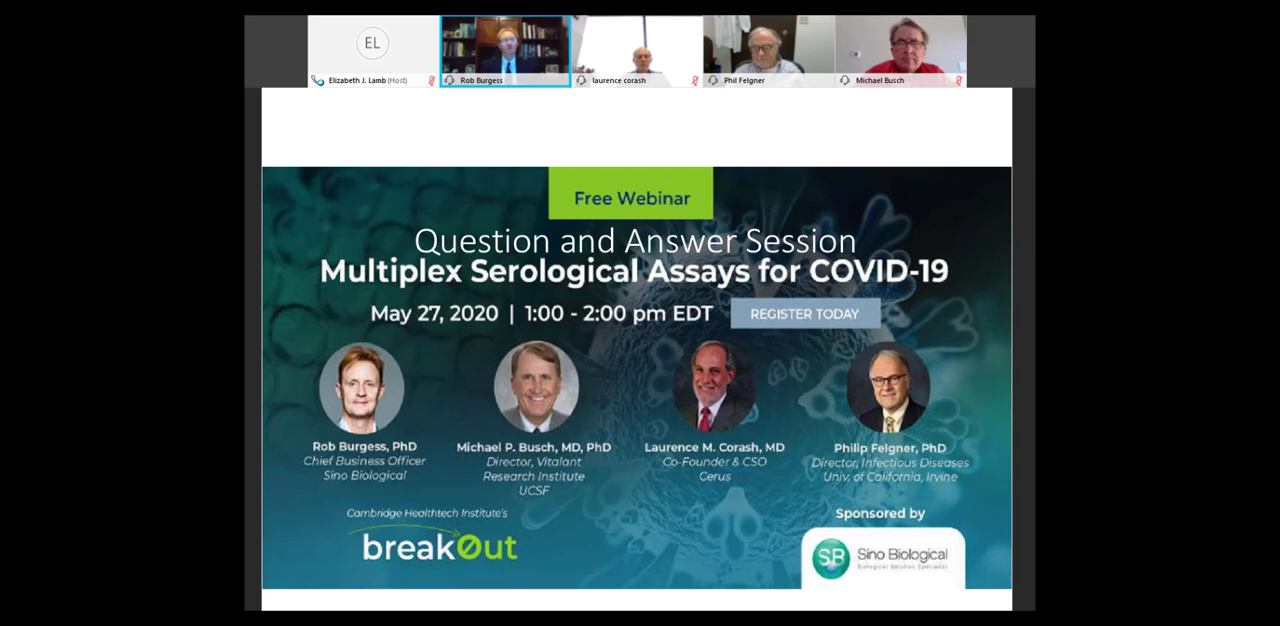 EL
Elizabeth J. Lamb (Host)
Rob Burgess
laurence corash
Phil Felgner
Michael Busch
Free Webinar
Question and Answer Session
Multiplex Serological Assays for COVID-19
May 27, 2020 | 1:00 - 2:00 pm EDT
REGISTER TODAY
Rob Burgess, PhD
Chief Business Officer
Sino Biological
Michael P. Busch, MD, PhD
Director, Vitalant
Research Institute
UCSF
Laurence M. Corash, MD
Co-Founder & CSO
Cerus
Philip Felgner, PhD
Director, Infectious Diseases
Univ. of California, Irvine
Cambridge Healthtech Institute's
breakOut
Sponsored by
SB
Sino Biological
Biological Solution Specialist